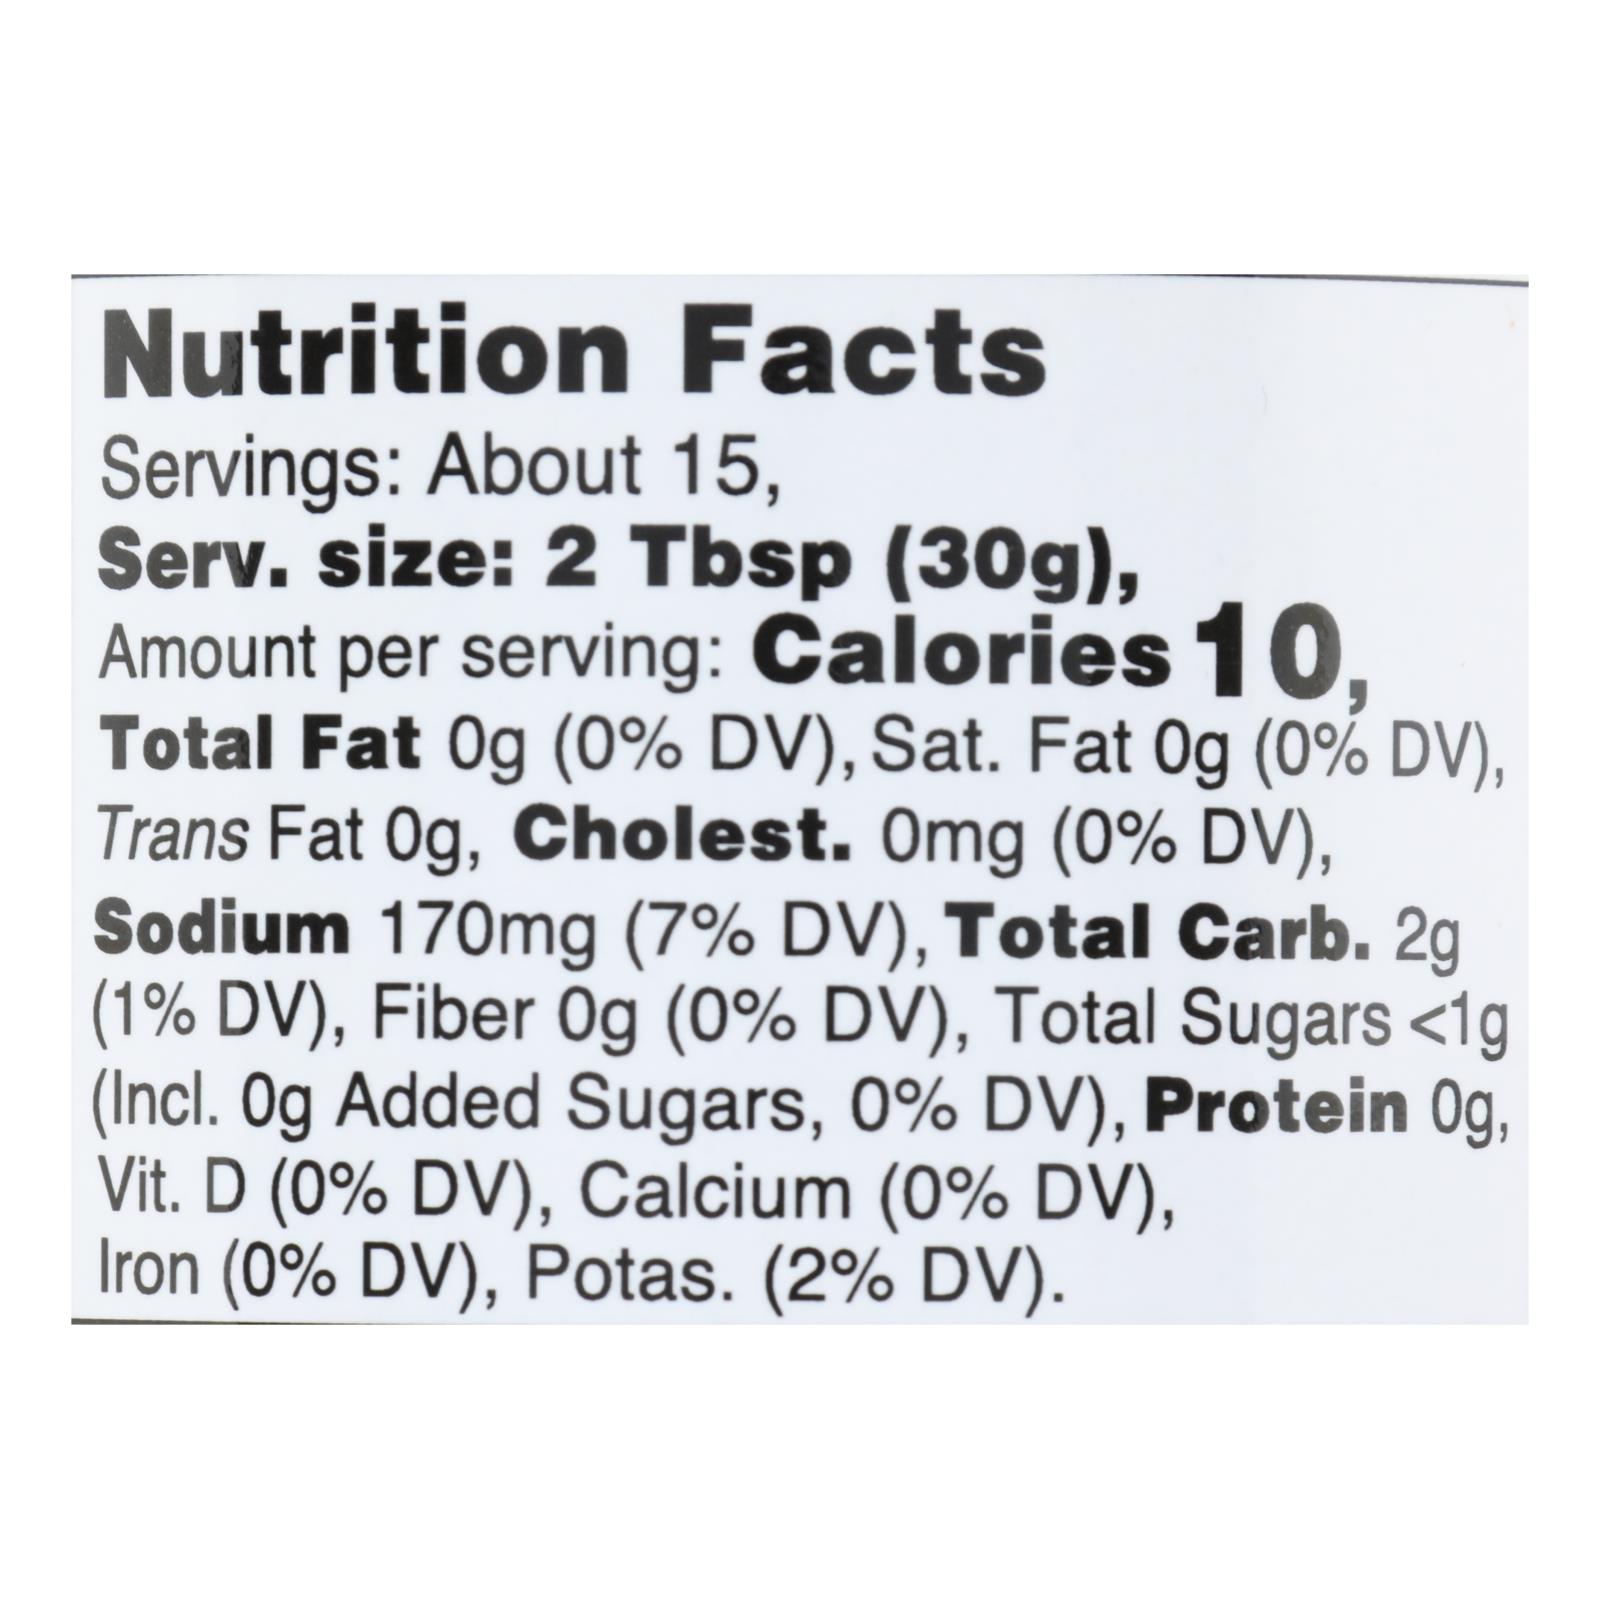 Nutrition Facts
Servings: About 15,
Serv. size: 2 Tbsp (30g),
Amount per serving: Calories 10,
Total Fat 0g (0% DV), Sat. Fat 0g (0% DV),
Trans Fat 0g, Cholest. 0mg (0% DV),
Sodium 170mg (7% DV), Total Carb. 2g
(1% DV), Fiber 0g (0% DV), Total Sugars <1g
(Incl. 0g Added Sugars, 0% DV), Protein 0g,
Vit. D (0% DV), Calcium (0% DV),
Iron (0% DV), Potas. (2% DV).